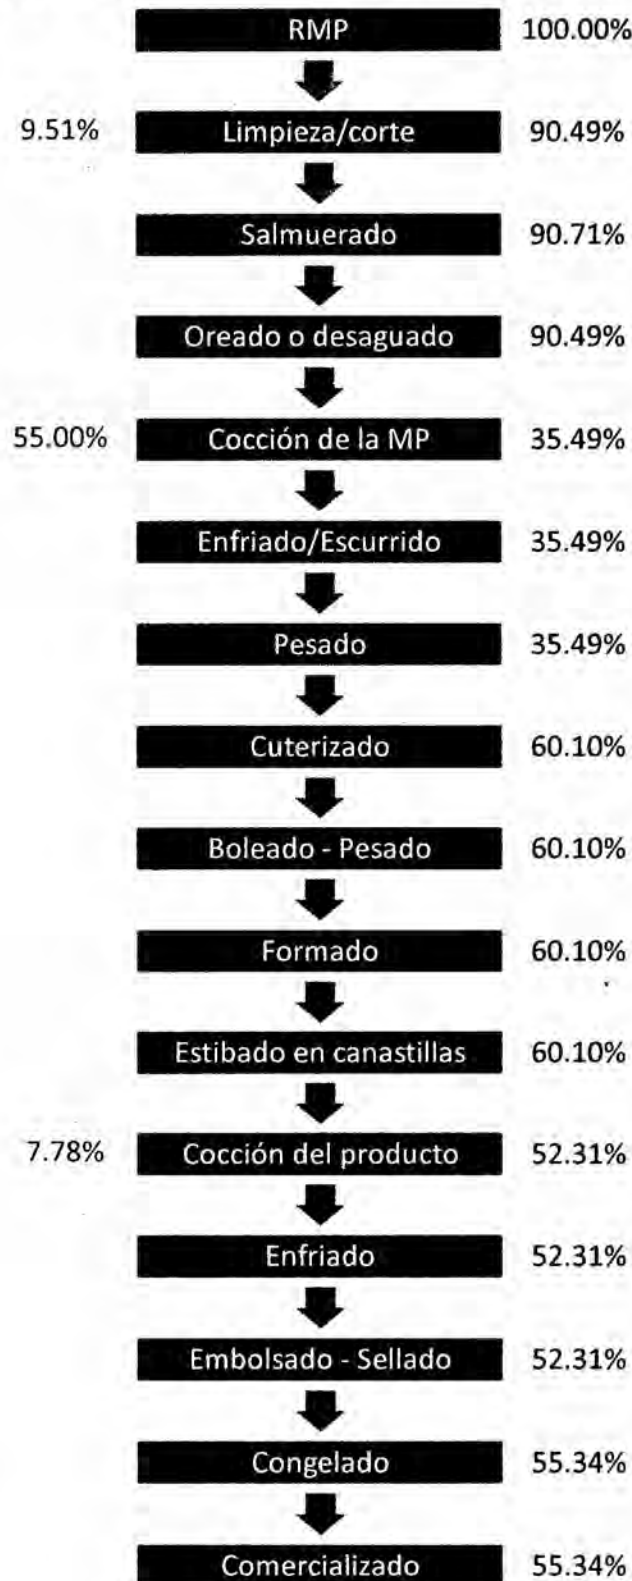 RMP 100.00%
9.51% Limpieza/corte 90.49%
Salmuerado 90.71%
Oreado o desaguado 90.49%
55.00% Cocción de la MP 35.49%
Enfriado/Escurrido 35.49%
Pesado 35.49%
Cuterizado 60.10%
Boleado - Pesado 60.10%
Formado 60.10%
Estibado en canastillas 60.10%
7.78% Cocción del producto 52.31%
Enfriado 52.31%
Embolsado - Sellado 52.31%
Congelado 55.34%
Comercializado 55.34%